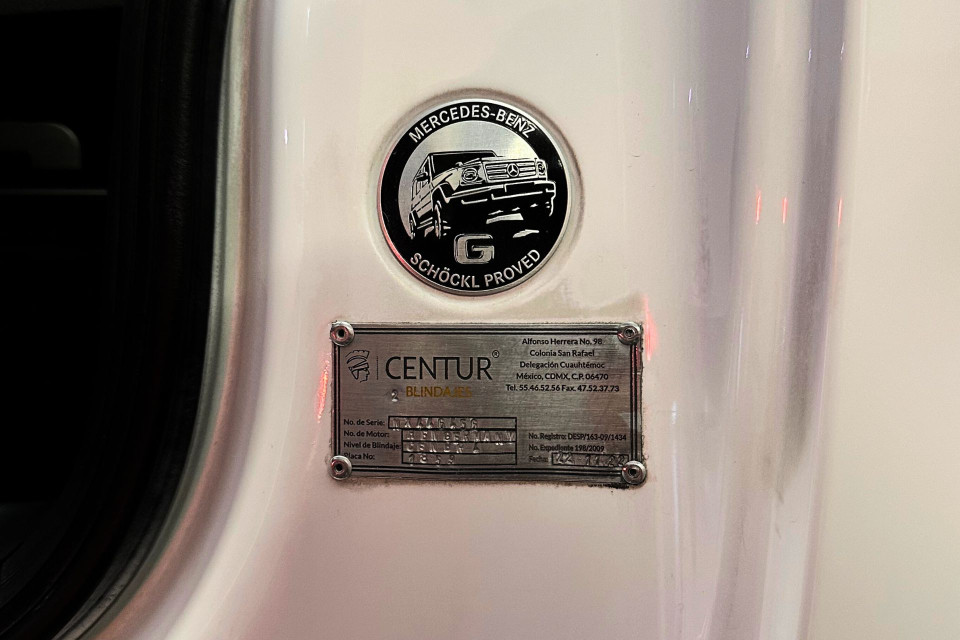 MERCEDES-BENZ
G
SCHÖCKL PROVED
CENTUR®
BLINDAJES
Alfonso Herrera No. 98
Colonia San Rafael
Delegación Cuauhtémoc
México, CDMX, C.P. 06470
Tel. 55.46.52.56 Fax. 47.52.37.73
No. de Serie:
No. de Motor:
Nivel de Blindaje:
Placa No:
No. Registro: DESP/163-09/1434
No. Expediente 198/2009
Fecha: